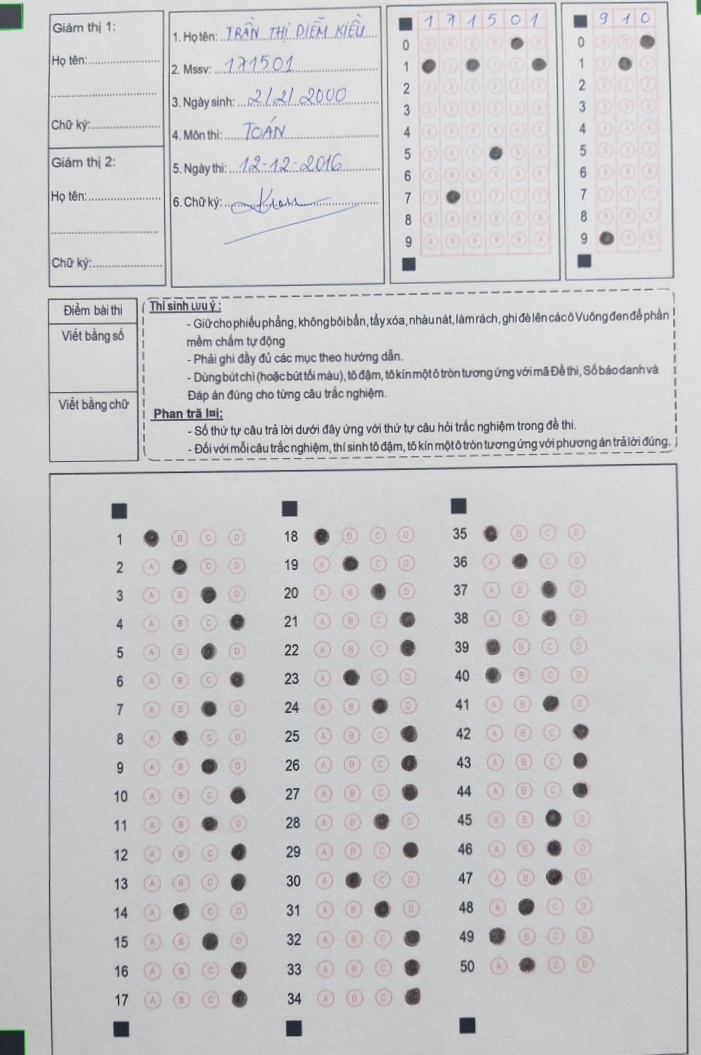 Giám thị 1:
Họ tên:
Chữ ký:
Giám thị 2:
Họ tên:
Chữ ký:
1. Họ tên: TRẦN THỊ DIỄM KIỀU
2. Mssv: 171501
3. Ngày sinh: 2/2/2000
4. Môn thi: TOÁN
5. Ngày thi: 12-12-2016
6. Chữ ký:
1 7 1 5 0 1
0
1
2
3
4
5
6
7
8
9
9 1 0
0
1
2
3
4
5
6
7
8
9
Điểm bài thi
Viết bằng số
Viết bằng chữ
Thí sinh Lưu ý :
- Giữ cho phiếu phẳng, không bôi bẩn, tẩy xóa, nhàu nát, làm rách, ghi đè lên các ô Vuông đen để phần
mềm chấm tự động
- Phải ghi đầy đủ các mục theo hướng dẫn.
- Dùng bút chì (hoặc bút tối màu), tô đậm, tô kín một ô tròn tương ứng với mã Đề thi, Số báo danh và
Đáp án đúng cho từng câu trắc nghiệm.
Phan trã lại:
- Số thứ tự câu trả lời dưới đây ứng với thứ tự câu hỏi trắc nghiệm trong đề thi.
- Đối với mỗi câu trắc nghiệm, thí sinh tô đậm, tô kín một ô tròn tương ứng với phương án trả lời đúng.
1 B C D
2 A C D
3 A B D
4 A B C
5 A B D
6 A B C
7 A B D
8 A C D
9 A B D
10 A B C
11 A B D
12 A B C
13 A B C
14 A C D
15 A B D
16 A B C
17 A B C
18 B C D
19 A C D
20 A B D
21 A B C
22 A B C
23 A C D
24 A B D
25 A B C
26 A B C
27 A B C
28 A B D
29 A B C
30 A C D
31 A B D
32 A B C
33 A B C
34 A B C
35 B C D
36 A C D
37 A B D
38 A B D
39 B C D
40 B C D
41 A B D
42 A B C
43 A B C
44 A B C
45 A B D
46 A B D
47 A B D
48 A C D
49 B C D
50 A C D